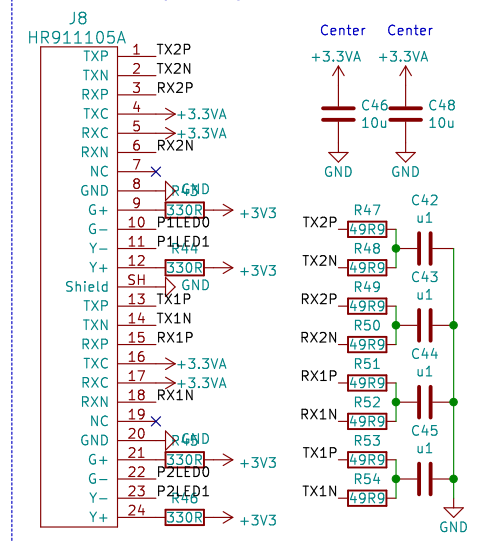 J8
HR911105A
TXP 1 TX2P
TXN 2 TX2N
RXP 3 RX2P
TXC 4 +3.3VA
RXC 5 +3.3VA
RXN 6 RX2N
NC 7
GND 8 GND
R43
G+ 9 330R +3V3
G- 10 P1LED0
Y- 11 P1LED1
R44
Y+ 12 330R +3V3
Shield SH GND
TXP 13 TX1P
TXN 14 TX1N
RXP 15 RX1P
TXC 16 +3.3VA
RXC 17 +3.3VA
RXN 18 RX1N
NC 19
GND 20 GND
R45
G+ 21 330R +3V3
G- 22 P2LED0
Y- 23 P2LED1
R46
Y+ 24 330R +3V3
Center Center
+3.3VA +3.3VA
C46 C48
10u 10u
GND GND
R47 C42
TX2P 49R9 u1
R48
TX2N 49R9
R49 C43
RX2P 49R9 u1
R50
RX2N 49R9
R51 C44
RX1P 49R9 u1
R52
RX1N 49R9
R53 C45
TX1P 49R9 u1
R54
TX1N 49R9
GND